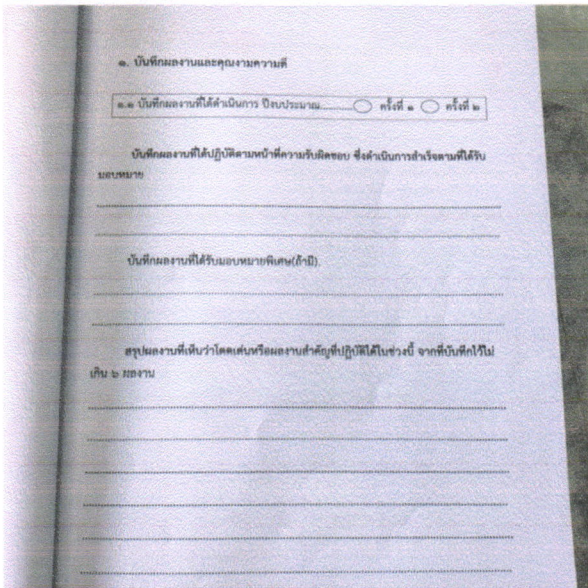 ๑. บันทึกผลงานและคุณงามความดี
๑.๑ บันทึกผลงานที่ได้ดำเนินการ ปีงบประมาณ............ ครั้งที่ ๑ ครั้งที่ ๒
บันทึกผลงานที่ได้ปฏิบัติตามหน้าที่ความรับผิดชอบ ซึ่งดำเนินการสำเร็จตามที่ได้รับ
มอบหมาย
บันทึกผลงานที่ได้รับมอบหมายพิเศษ(ถ้ามี).
สรุปผลงานที่เห็นว่าโดดเด่นหรือผลงานสำคัญที่ปฏิบัติได้ในช่วงนี้ จากที่บันทึกไว้ไม่
เกิน ๖ ผลงาน